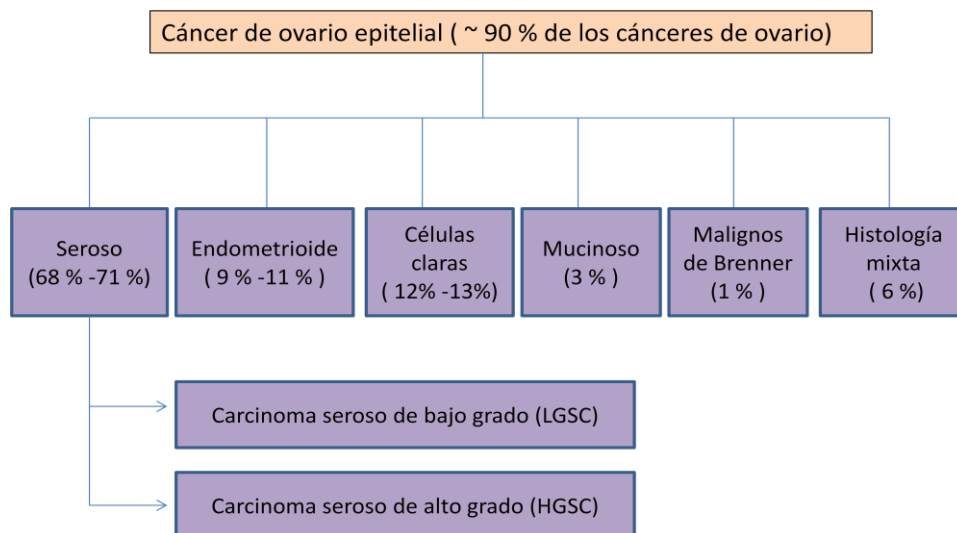 Cáncer de ovario epitelial ( ~ 90 % de los cánceres de ovario)
Seroso
(68 % -71 %)
Endometrioide
( 9 % -11 % )
Células
claras
( 12% -13%)
Mucinoso
(3 % )
Malignos
de Brenner
(1 % )
Histología
mixta
( 6 %)
Carcinoma seroso de bajo grado (LGSC)
Carcinoma seroso de alto grado (HGSC)